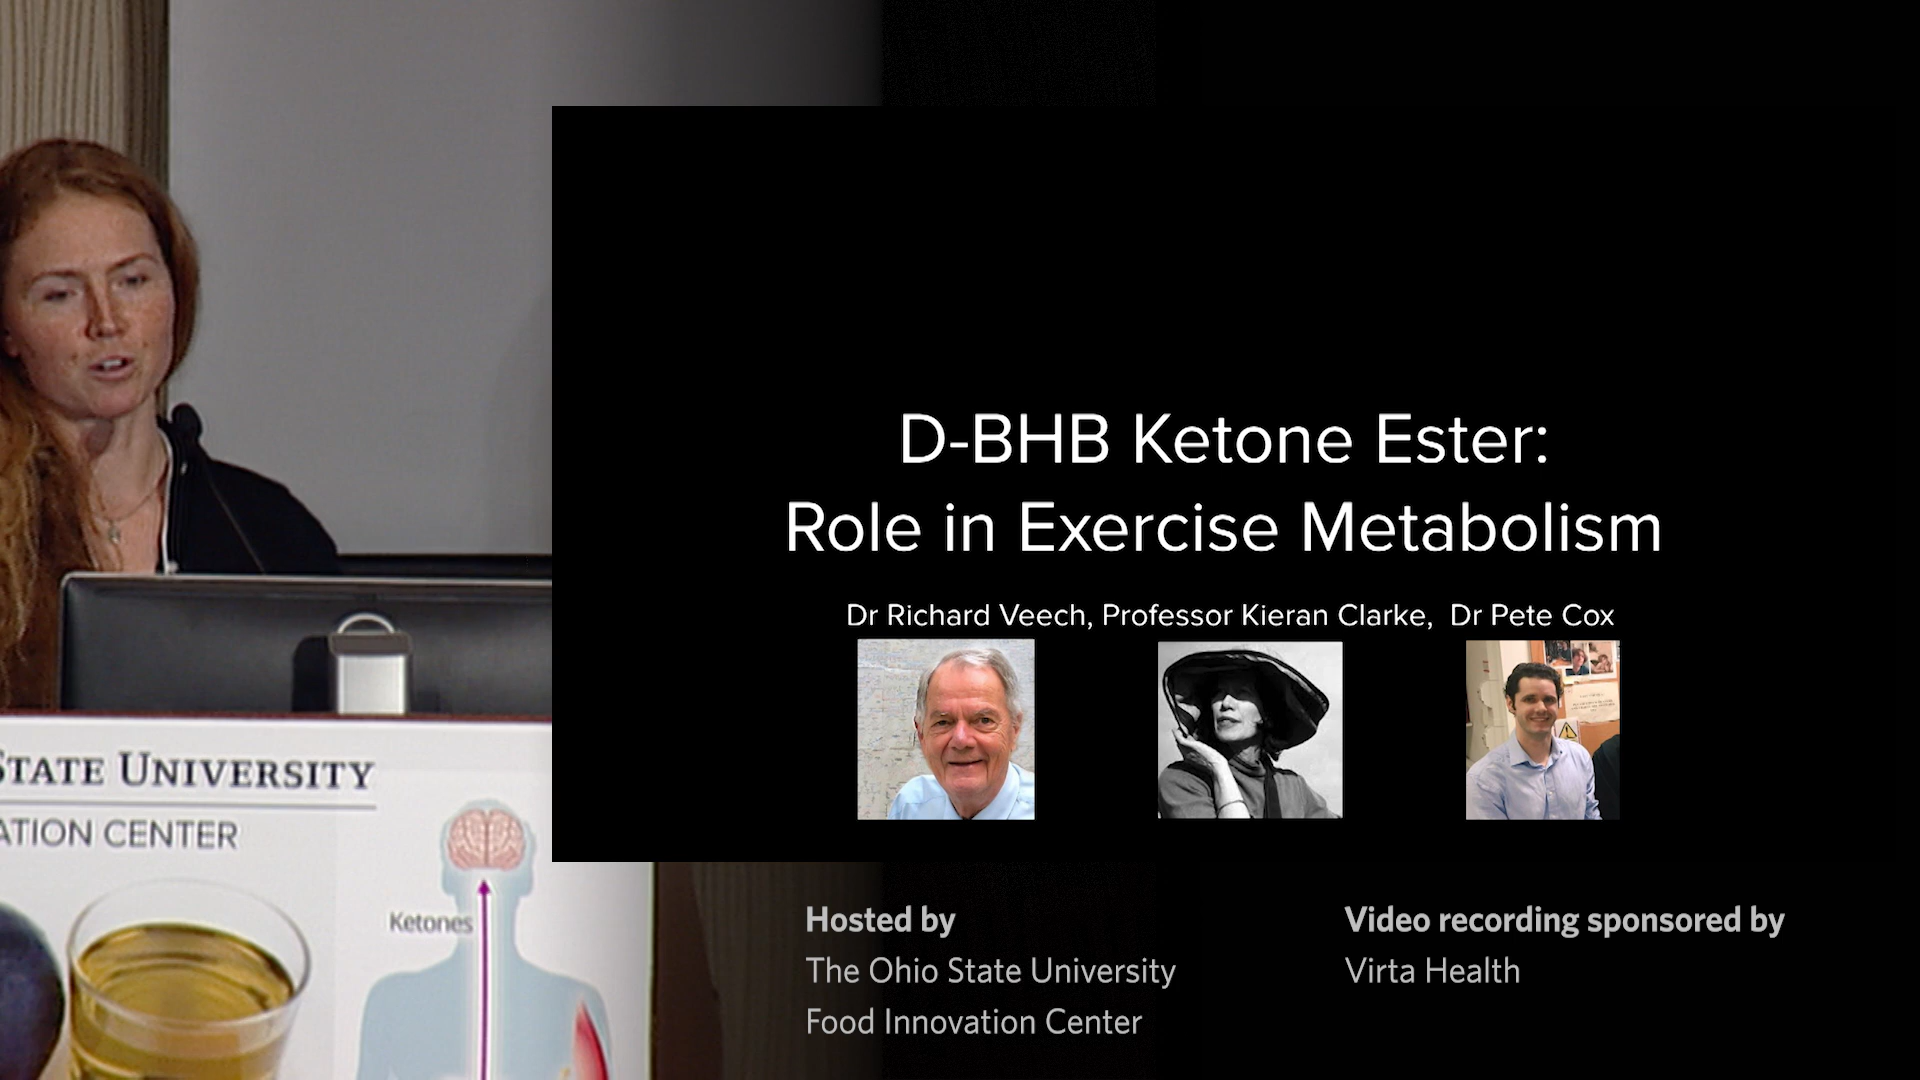 D-BHB Ketone Ester:
Role in Exercise Metabolism
Dr Richard Veech, Professor Kieran Clarke, Dr Pete Cox
STATE UNIVERSITY
ATION CENTER
Ketones
Hosted by
The Ohio State University
Food Innovation Center
Video recording sponsored by
Virta Health